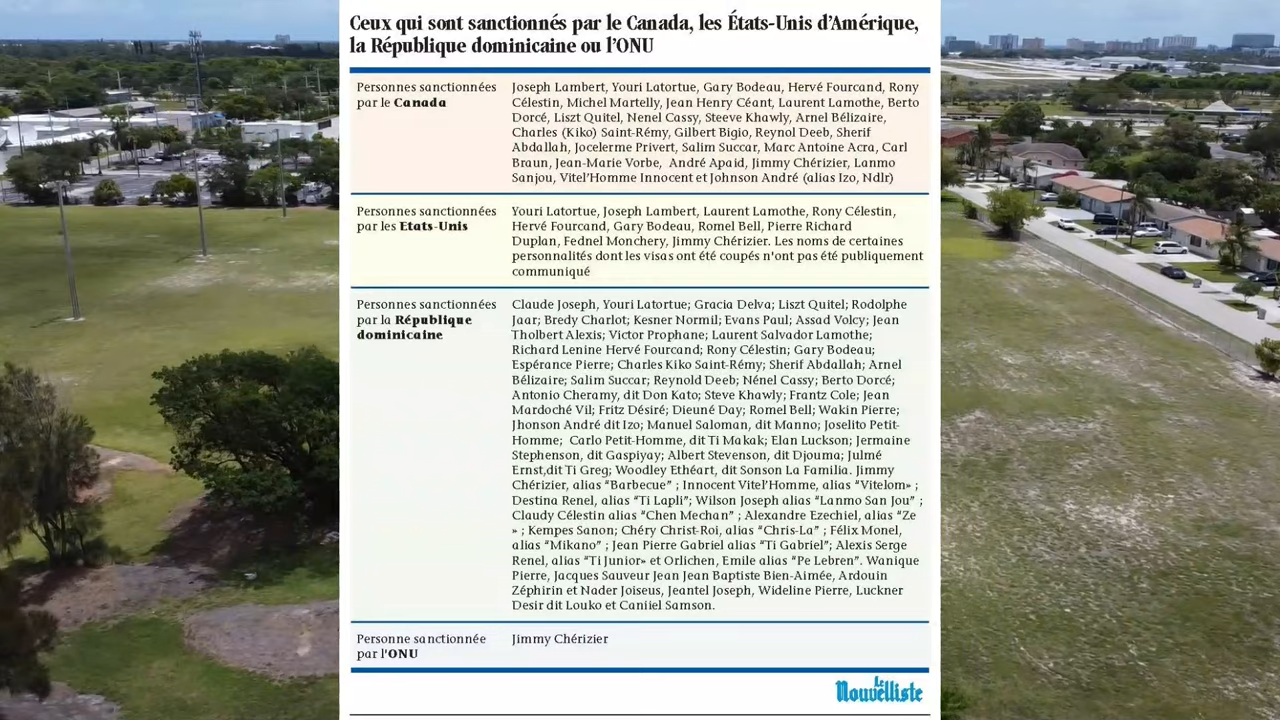 Ceux qui sont sanctionnés par le Canada, les États-Unis d'Amérique,
la République dominicaine ou l'ONU
Personnes sanctionnées
par le Canada
Joseph Lambert, Youri Latortue, Gary Bodeau, Hervé Fourcand, Rony
Célestin, Michel Martelly, Jean Henry Céant, Laurent Lamothe, Berto
Dorcé, Liszt Quitel, Nenel Cassy, Steeve Khawly, Arnel Bélizaire,
Charles (Kiko) Saint-Rémy, Gilbert Bigio, Reynol Deeb, Sherif
Abdallah, Jocelerme Privert, Salim Succar, Marc Antoine Acra, Carl
Braun, Jean-Marie Vorbe, André Apaid, Jimmy Chérizier, Lanmo
Sanjou, Vitel'Homme Innocent et Johnson André (alias Izo, Ndlr)
Personnes sanctionnées
par les Etats-Unis
Youri Latortue, Joseph Lambert, Laurent Lamothe, Rony Célestin,
Hervé Fourcand, Gary Bodeau, Romel Bell, Pierre Richard
Duplan, Fednel Monchery, Jimmy Chérizier. Les noms de certaines
personnalités dont les visas ont été coupés n'ont pas été publiquement
communiqué
Personnes sanctionnées
par la République
dominicaine
Claude Joseph, Youri Latortue; Gracia Delva; Liszt Quitel; Rodolphe
Jaar; Bredy Charlot; Kesner Normil; Evans Paul; Assad Volcy; Jean
Tholbert Alexis; Victor Prophane; Laurent Salvador Lamothe;
Richard Lenine Hervé Fourcand; Rony Célestin; Gary Bodeau;
Espérance Pierre; Charles Kiko Saint-Rémy; Sherif Abdallah; Arnel
Bélizaire; Salim Succar; Reynold Deeb; Nénel Cassy; Berto Dorcé;
Antonio Cheramy, dit Don Kato; Steve Khawly; Frantz Cole; Jean
Mardoché Vil; Fritz Désiré; Dieuné Day; Romel Bell; Wakin Pierre;
Jhonson André dit Izo; Manuel Saloman, dit Manno; Joselito Petit-
Homme; Carlo Petit-Homme, dit Ti Makak; Elan Luckson; Jermaine
Stephenson, dit Gaspiyay; Albert Stevenson, dit Djouma; Julmé
Ernst,dit Ti Greg; Woodley Ethéart, dit Sonson La Familia. Jimmy
Chérizier, alias “Barbecue” ; Innocent Vitel'Homme, alias “Vitelom» ;
Destina Renel, alias “Ti Lapli”; Wilson Joseph alias “Lanmo San Jou” ;
Claudy Célestin alias “Chen Mechan” ; Alexandre Ezechiel, alias “Ze
» ; Kempes Sanon; Chéry Christ-Roi, alias “Chris-La” ; Félix Monel,
alias “Mikano” ; Jean Pierre Gabriel alias “Ti Gabriel”; Alexis Serge
Renel, alias “Ti Junior» et Orlichen, Emile alias “Pe Lebren”. Wanique
Pierre, Jacques Sauveur Jean Jean Baptiste Bien-Aimée, Ardouin
Zéphirin et Nader Joiseus, Jeantel Joseph, Wideline Pierre, Luckner
Desir dit Louko et Caniiel Samson.
Personne sanctionnée
par l'ONU
Jimmy Chérizier
Le
Nouvelliste